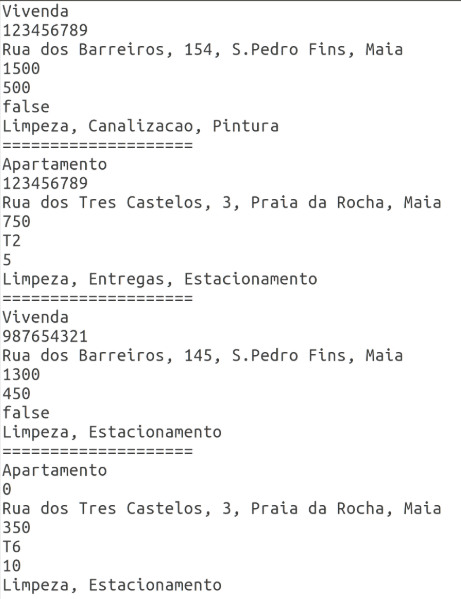 Vivenda
123456789
Rua dos Barreiros, 154, S.Pedro Fins, Maia
1500
500
false
Limpeza, Canalizacao, Pintura
====================
Apartamento
123456789
Rua dos Tres Castelos, 3, Praia da Rocha, Maia
750
T2
5
Limpeza, Entregas, Estacionamento
====================
Vivenda
987654321
Rua dos Barreiros, 145, S.Pedro Fins, Maia
1300
450
false
Limpeza, Estacionamento
====================
Apartamento
0
Rua dos Tres Castelos, 3, Praia da Rocha, Maia
350
T6
10
Limpeza, Estacionamento